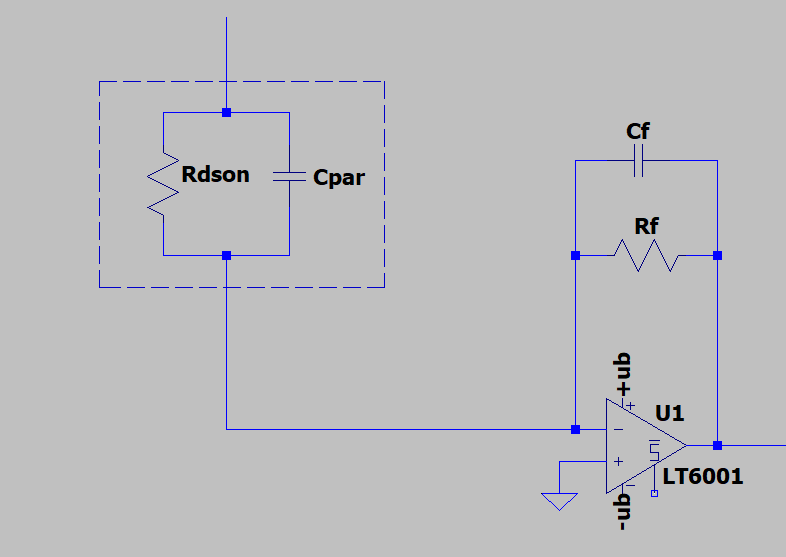 Cf
Rdson
Cpar
Rf
+ub
U1
LT6001
-ub